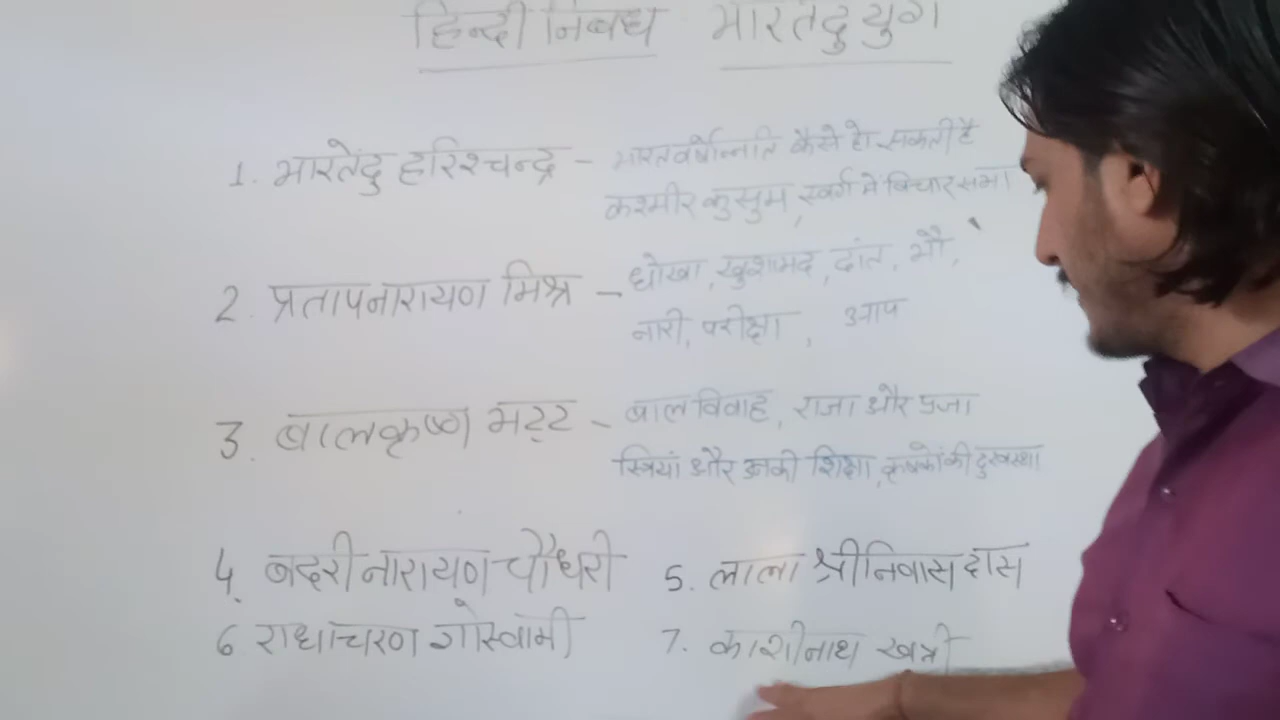 हिन्दी निबंध भारतेंदु युग
1. भारतेंदु हरिश्चन्द्र – भारतवर्षोन्नति कैसे हो सकती है
कश्मीर कुसुम, स्वर्ग में विचार सभा
2. प्रतापनारायण मिश्र – धोखा, खुशामद, दांत, भौं,
नारी, परीक्षा, आप
3. बालकृष्ण भट्ट – बाल विवाह, राजा और प्रजा
स्त्रियां और उनकी शिक्षा, कृषकों की दुरवस्था
4. बदरीनारायण चौधरी 5. लाला श्रीनिवास दास
6 राधाचरण गोस्वामी 7. काशीनाथ खत्री